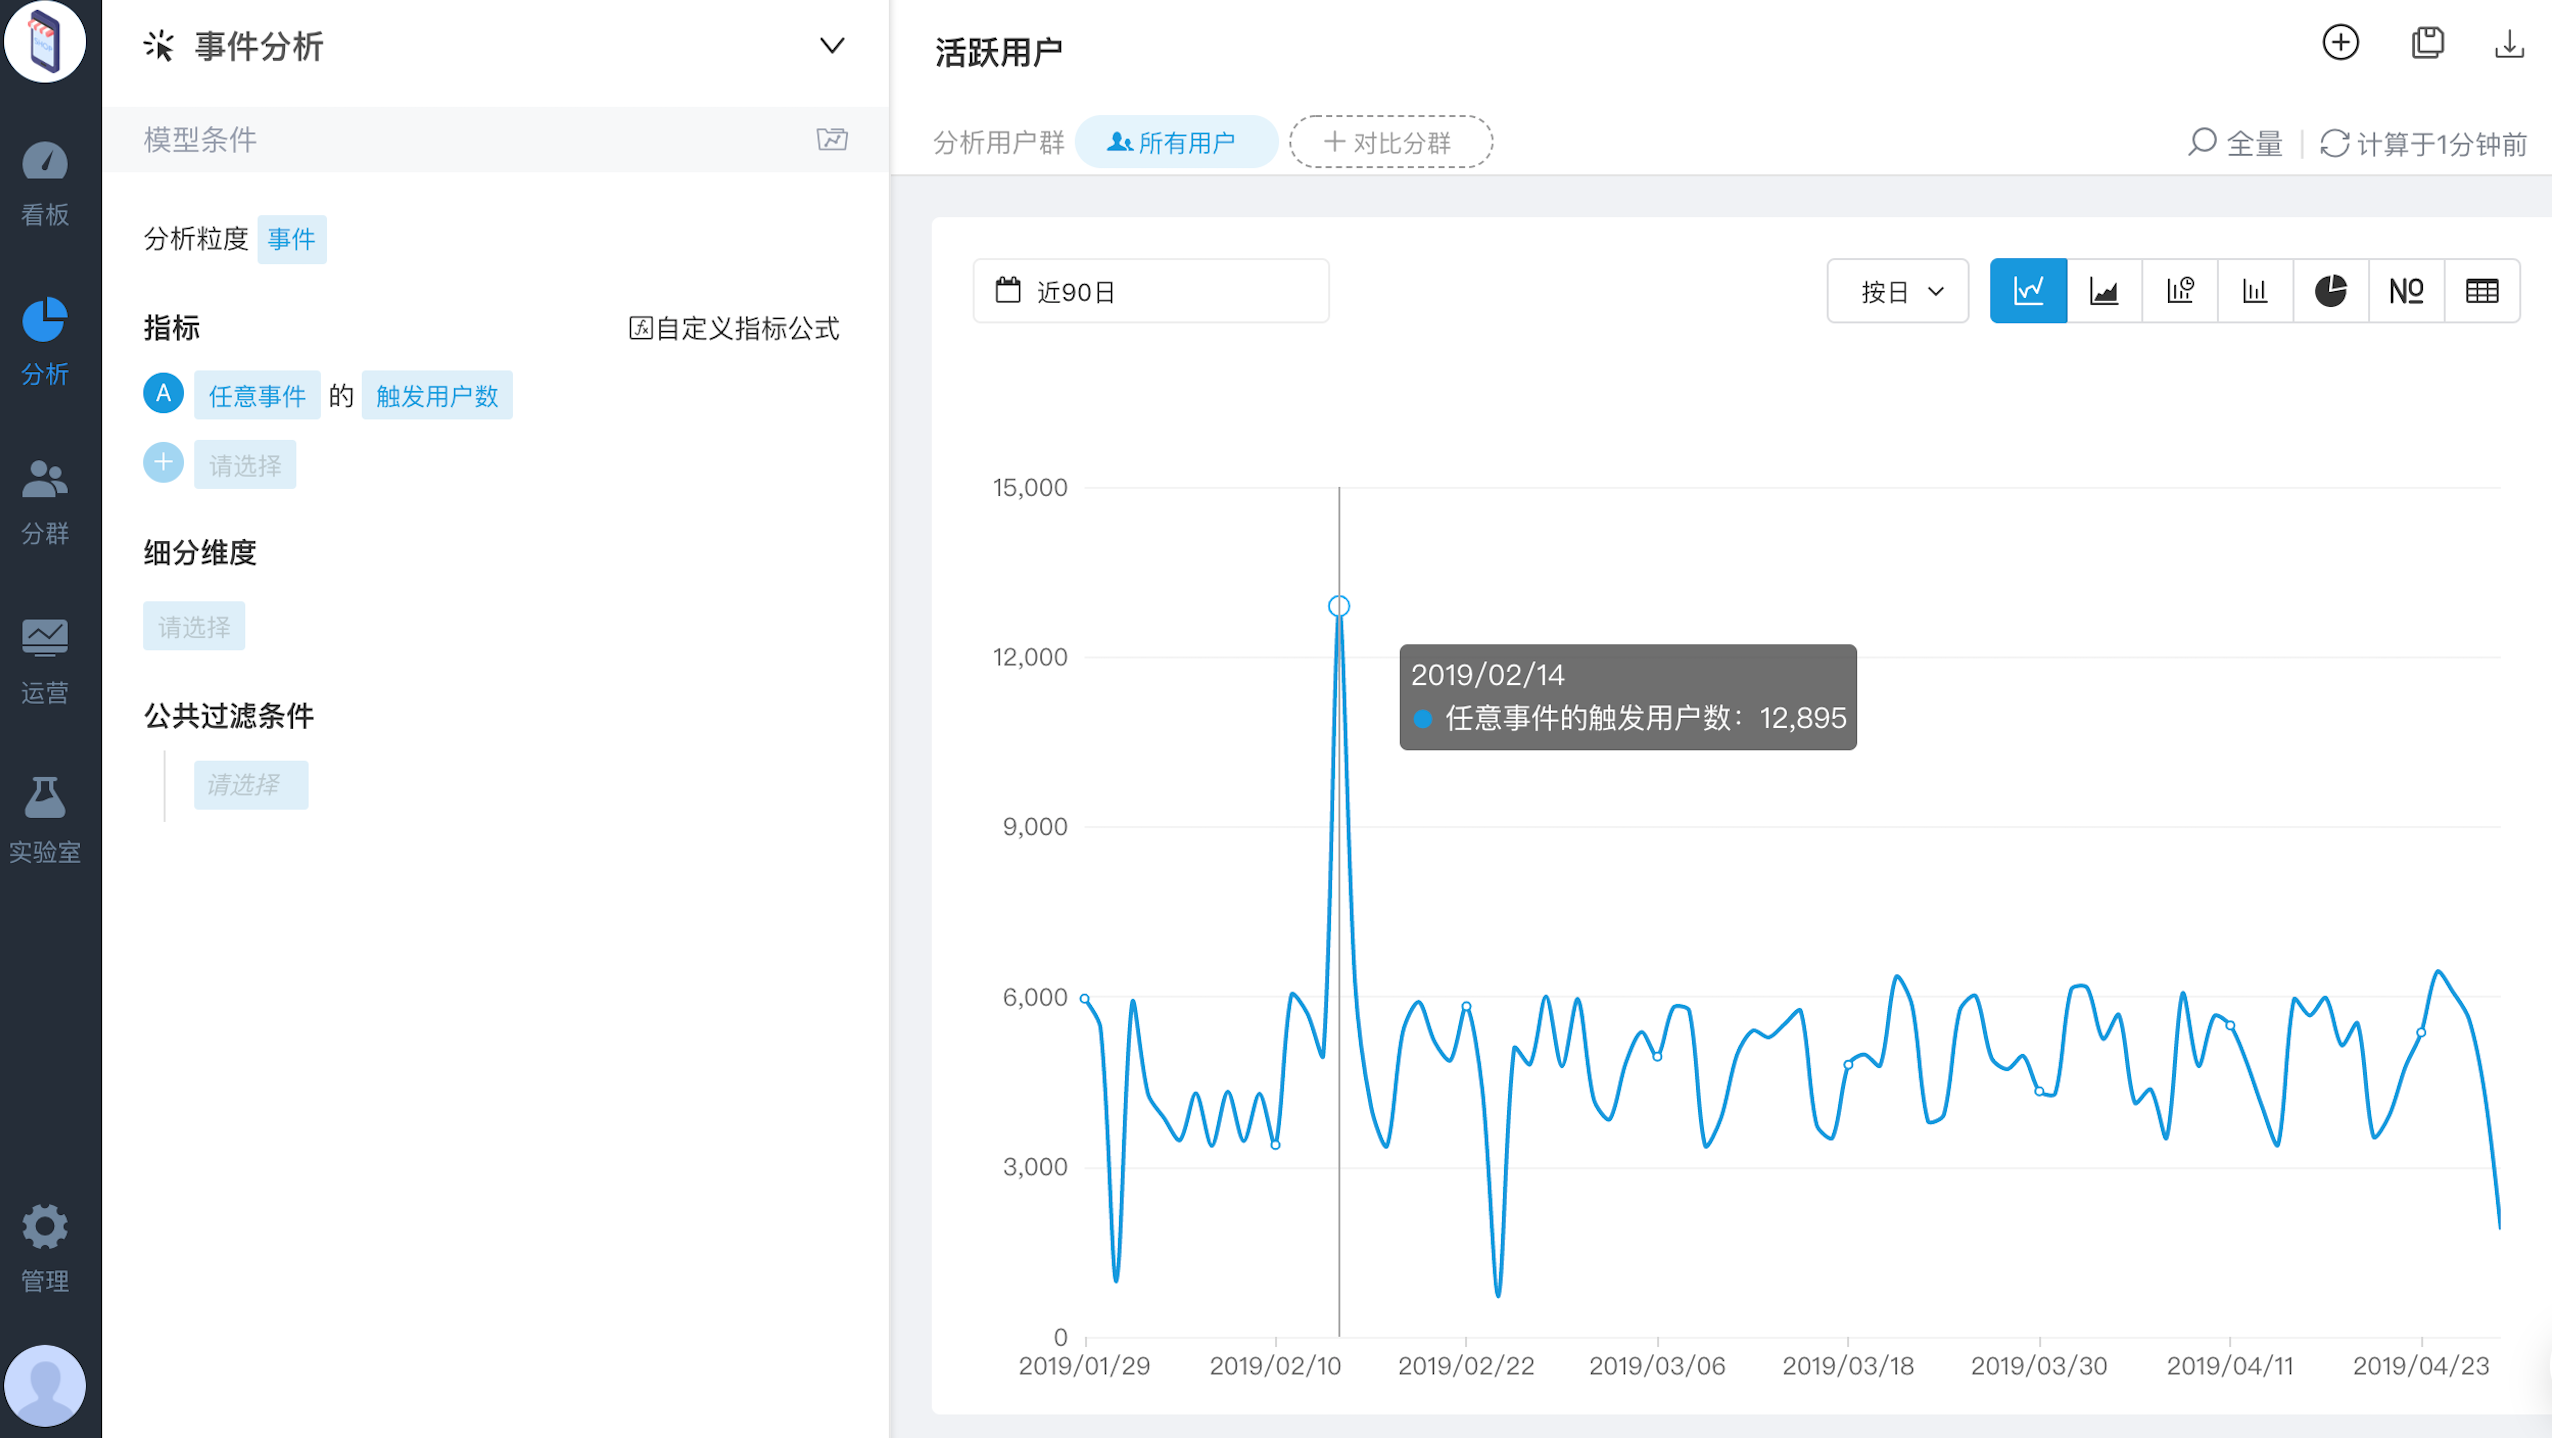 看板
分析
分群
运营
实验室
管理
事件分析
模型条件
分析粒度 事件
指标 自定义指标公式
A 任意事件 的 触发用户数
请选择
细分维度
请选择
公共过滤条件
请选择
活跃用户
分析用户群 所有用户 + 对比分群 全量 计算于1分钟前
近90日 按日 NO
15,000
12,000
9,000
6,000
3,000
0
2019/02/14
任意事件的触发用户数: 12,895
2019/01/29 2019/02/10 2019/02/22 2019/03/06 2019/03/18 2019/03/30 2019/04/11 2019/04/23